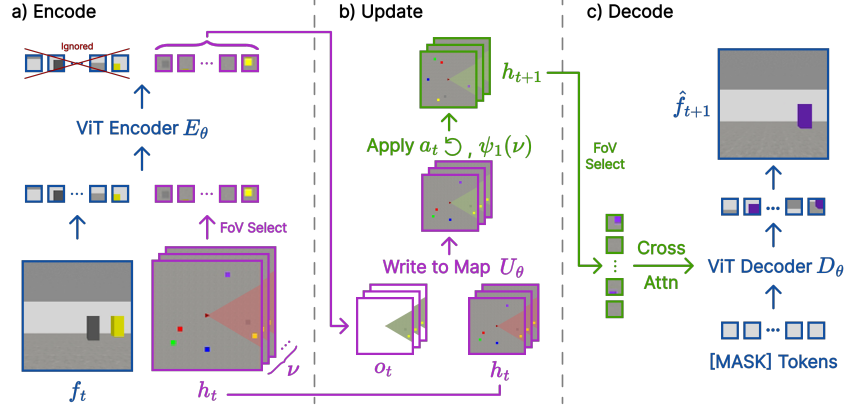 a) Encode
b) Update
c) Decode
Ignored
ViT Encoder E_θ
FoV Select
f_t
h_t
ν
h_{t+1}
Apply a_t ↺, ψ_1(ν)
Write to Map U_θ
o_t
h_t
FoV
Select
Cross
Attn
f̂_{t+1}
ViT Decoder D_θ
[MASK] Tokens